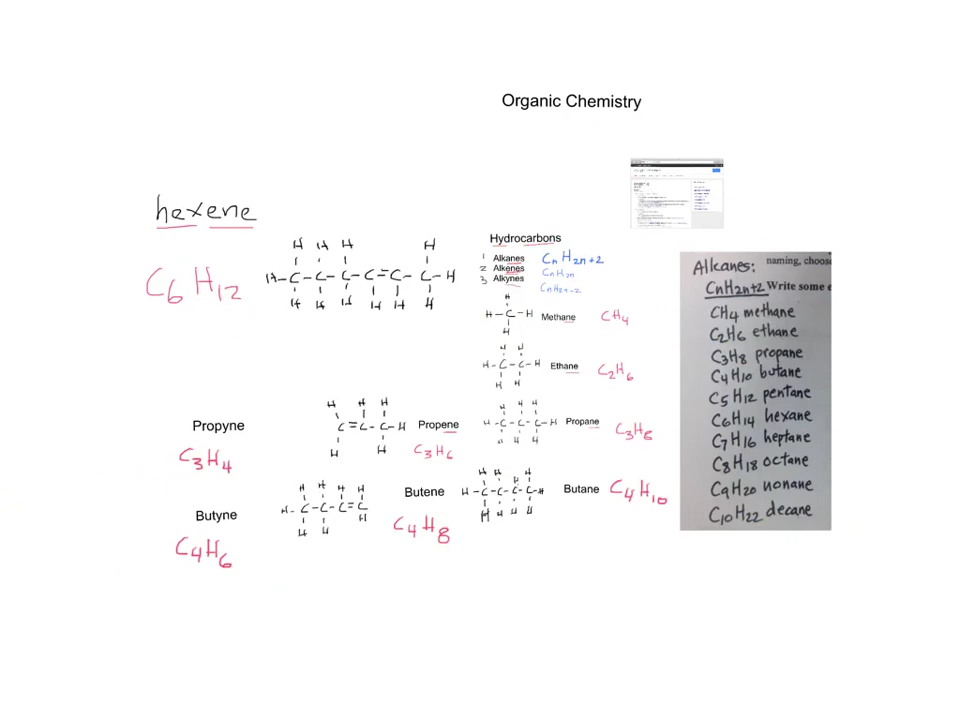 Organic Chemistry
hexene
C6H12
H H H H
H-C-C-C-C=C-C-H
H H H H H H
Hydrocarbons
1 Alkanes CnH2n+2
2 Alkenes CnH2n
3 Alkynes CnH2n-2
H
H-C-H
H
Methane CH4
H H
H-C-C-H
H H
Ethane C2H6
Propyne
C3H4
H H H
C=C-C-H
H H
Propene
C3H6
H H H
H-C-C-C-H
H H H
Propane
C3H8
Butyne
C4H6
H H H H
H-C-C-C=C
H H H
Butene
C4H8
H H H H
H-C-C-C-C-H
H H H H
Butane C4H10
Alkanes: naming, choos
CnH2n+2 Write some e
CH4 methane
C2H6 ethane
C3H8 propane
C4H10 butane
C5H12 pentane
C6H14 hexane
C7H16 heptane
C8H18 octane
C9H20 nonane
C10H22 decane